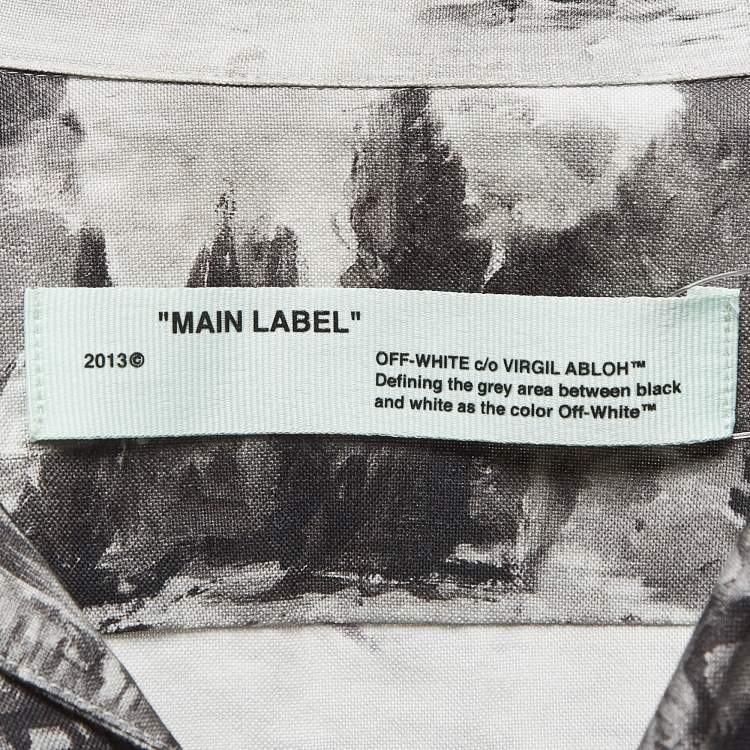 "MAIN LABEL"
2013©
OFF-WHITE c/o VIRGIL ABLOH™
Defining the grey area between black
and white as the color Off-White™